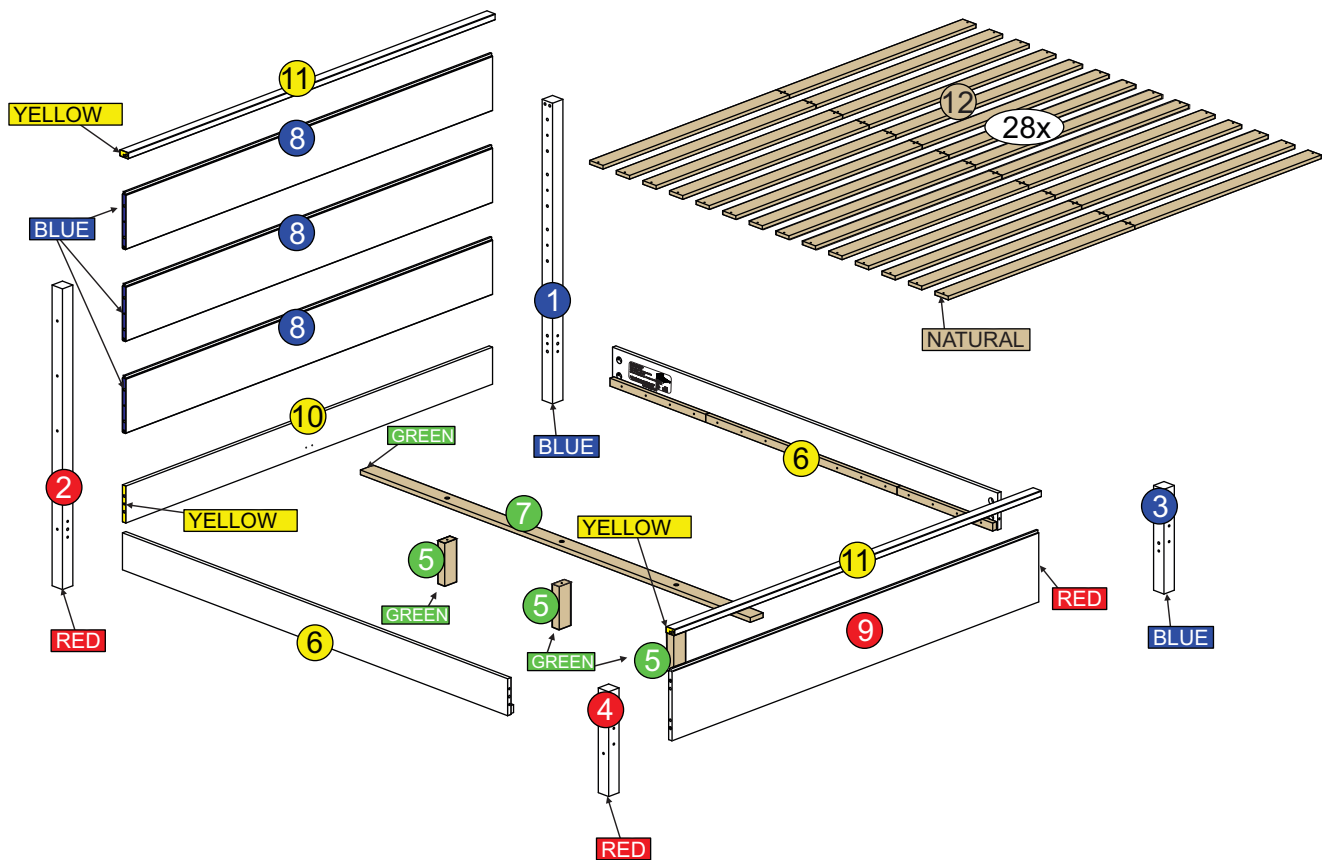 11
YELLOW
8
BLUE
8
8
10
YELLOW
2
RED
6
1
BLUE
12
28x
NATURAL
6
GREEN
7
5
GREEN
5
GREEN
5
YELLOW
11
9
RED
3
BLUE
4
RED